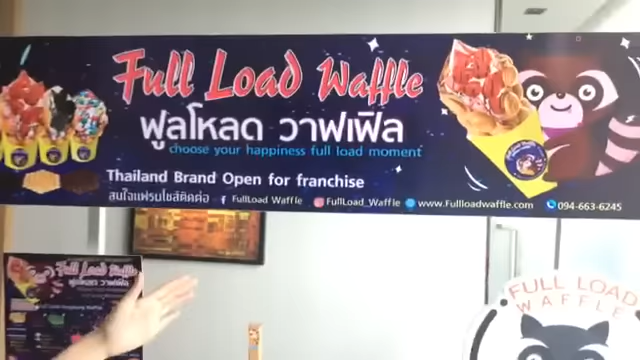 Full Load Waffle
ฟูลโหลด วาฟเฟิล
choose your happiness full load moment
Thailand Brand Open for franchise
สนใจแฟรนไชส์ติดต่อ FullLoad Waffle FullLoad_Waffle www.Fullloadwaffle.com 094-663-6245
Full Load Waffle
ฟูลโหลด วาฟเฟิล
FULL LOAD
WAFFLE